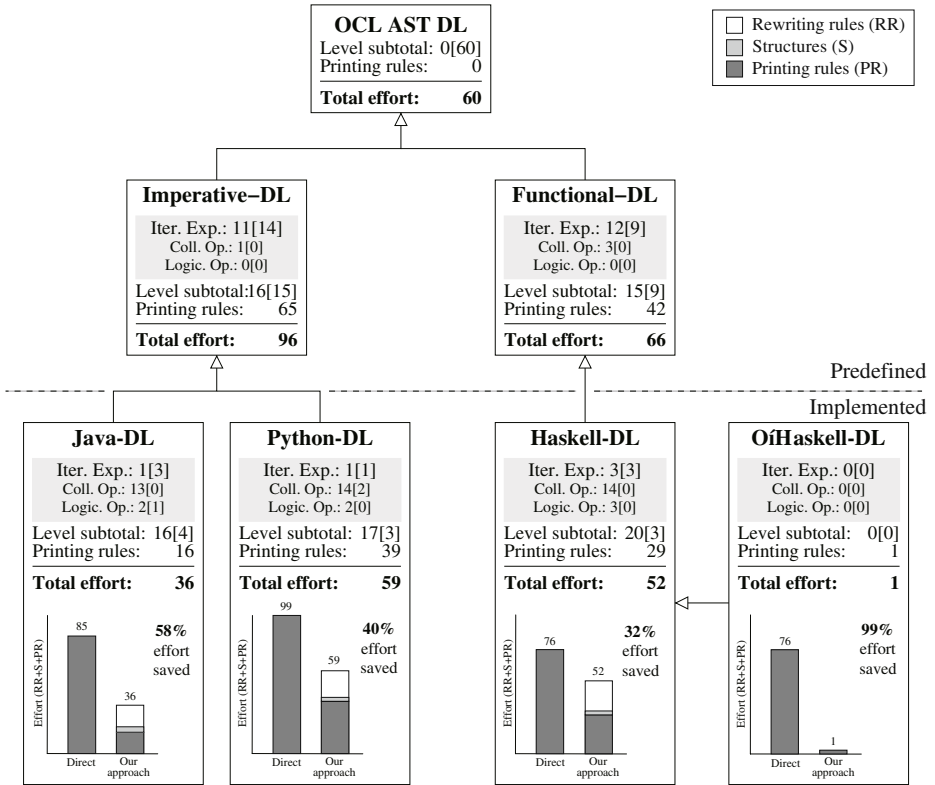 OCL AST DL
Level subtotal: 0[60]
Printing rules: 0
Total effort: 60
Rewriting rules (RR)
Structures (S)
Printing rules (PR)
Imperative–DL
Iter. Exp.: 11[14]
Coll. Op.: 1[0]
Logic. Op.: 0[0]
Level subtotal:16[15]
Printing rules: 65
Total effort: 96
Functional–DL
Iter. Exp.: 12[9]
Coll. Op.: 3[0]
Logic. Op.: 0[0]
Level subtotal: 15[9]
Printing rules: 42
Total effort: 66
Predefined
Implemented
Java-DL
Iter. Exp.: 1[3]
Coll. Op.: 13[0]
Logic. Op.: 2[1]
Level subtotal: 16[4]
Printing rules: 16
Total effort: 36
Effort (RR+S+PR)
85
36
58%
effort
saved
Direct
Our
approach
Python-DL
Iter. Exp.: 1[1]
Coll. Op.: 14[2]
Logic. Op.: 2[0]
Level subtotal: 17[3]
Printing rules: 39
Total effort: 59
Effort (RR+S+PR)
99
59
40%
effort
saved
Direct
Our
approach
Haskell-DL
Iter. Exp.: 3[3]
Coll. Op.: 14[0]
Logic. Op.: 3[0]
Level subtotal: 20[3]
Printing rules: 29
Total effort: 52
Effort (RR+S+PR)
76
52
32%
effort
saved
Direct
Our
approach
OíHaskell-DL
Iter. Exp.: 0[0]
Coll. Op.: 0[0]
Logic. Op.: 0[0]
Level subtotal: 0[0]
Printing rules: 1
Total effort: 1
Effort (RR+S+PR)
76
1
99%
effort
saved
Direct
Our
approach